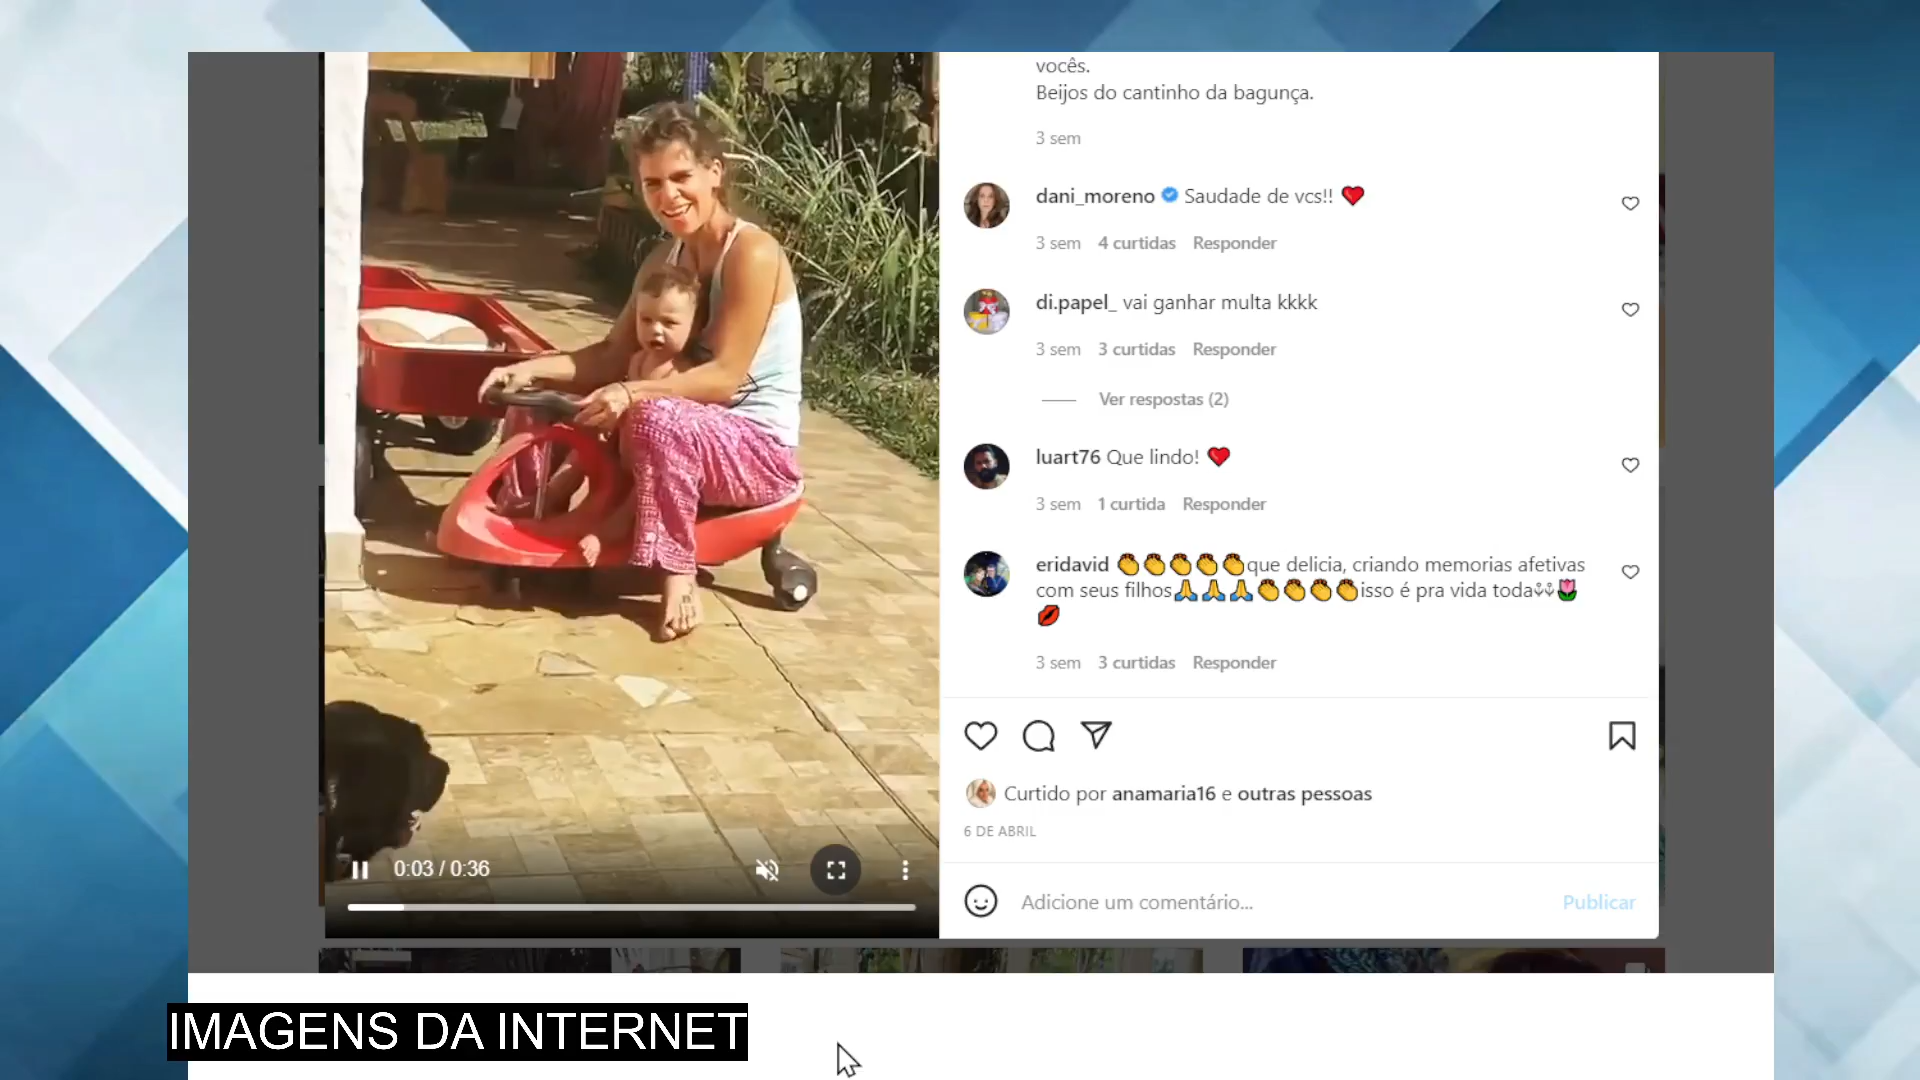 vocês.
Beijos do cantinho da bagunça.
3 sem
dani_moreno Saudade de vcs!! ❤️
3 sem 4 curtidas Responder
di.papel_ vai ganhar multa kkkk
3 sem 3 curtidas Responder
Ver respostas (2)
luart76 Que lindo! ❤️
3 sem 1 curtida Responder
eridavid 👏👏👏👏👏que delicia, criando memorias afetivas
com seus filhos🙏🙏🙏👏👏👏👏isso é pra vida toda⚶⚶🌷
💋
3 sem 3 curtidas Responder
Curtido por anamaria16 e outras pessoas
6 DE ABRIL
Adicione um comentário... Publicar
0:03 / 0:36
IMAGENS DA INTERNET